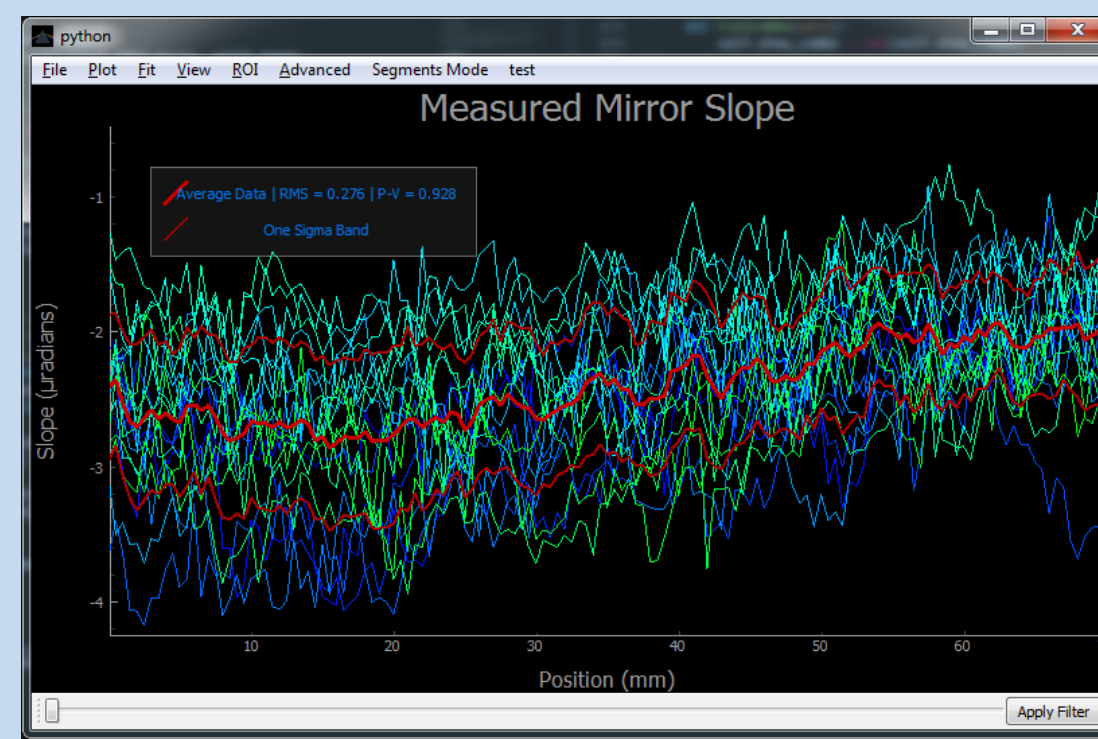 python
File Plot Fit View ROI Advanced Segments Mode test
Measured Mirror Slope
Average Data | RMS = 0.276 | P-V = 0.928
One Sigma Band
Slope (µradians)
-1
-2
-3
-4
10 20 30 40 50 60
Position (mm)
Apply Filter